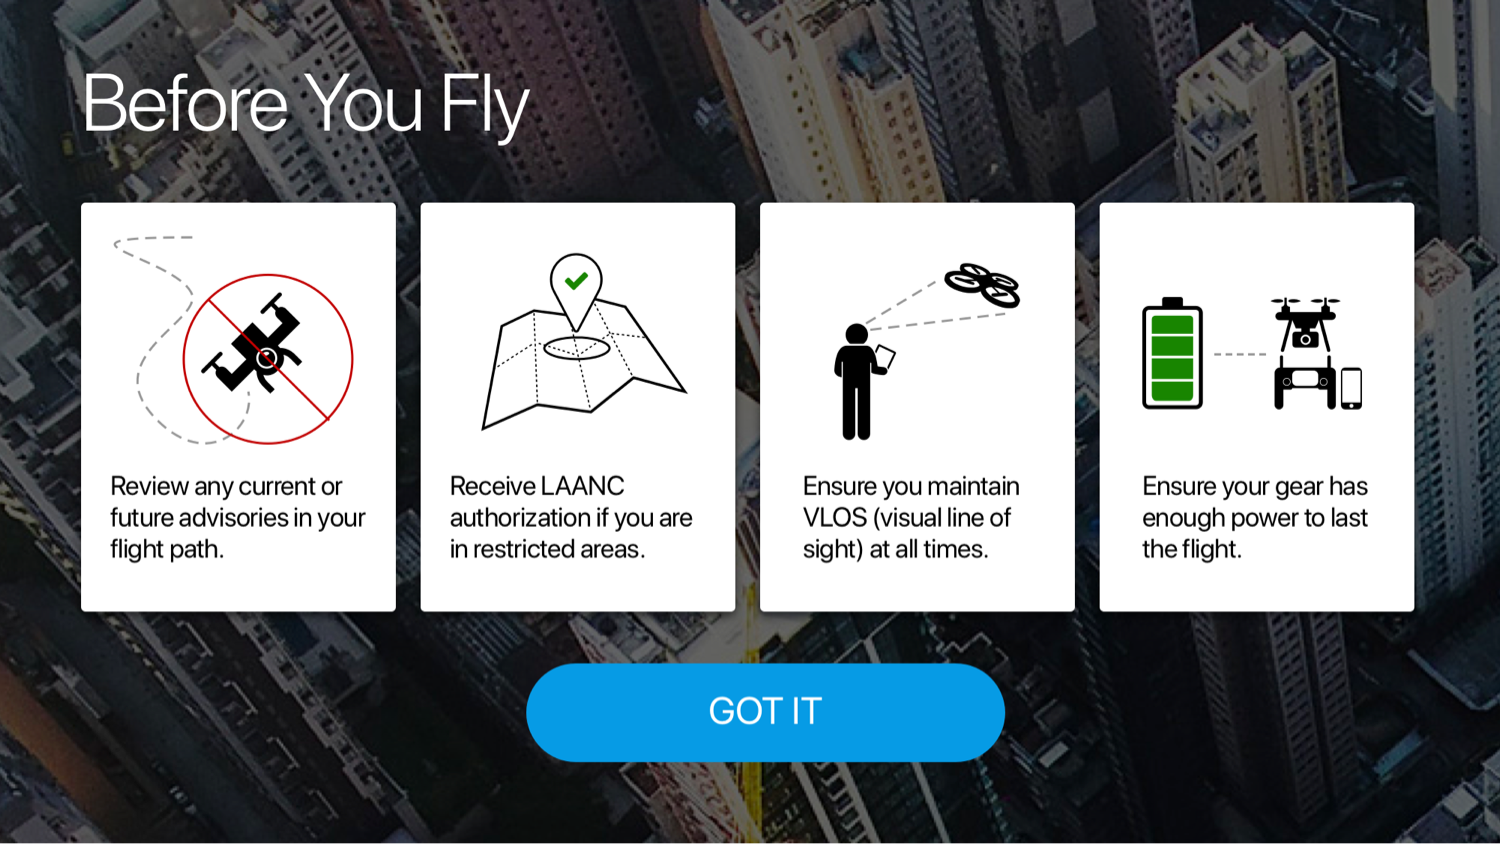 Before You Fly
Review any current or
future advisories in your
flight path.
Receive LAANC
authorization if you are
in restricted areas.
Ensure you maintain
VLOS (visual line of
sight) at all times.
Ensure your gear has
enough power to last
the flight.
GOT IT